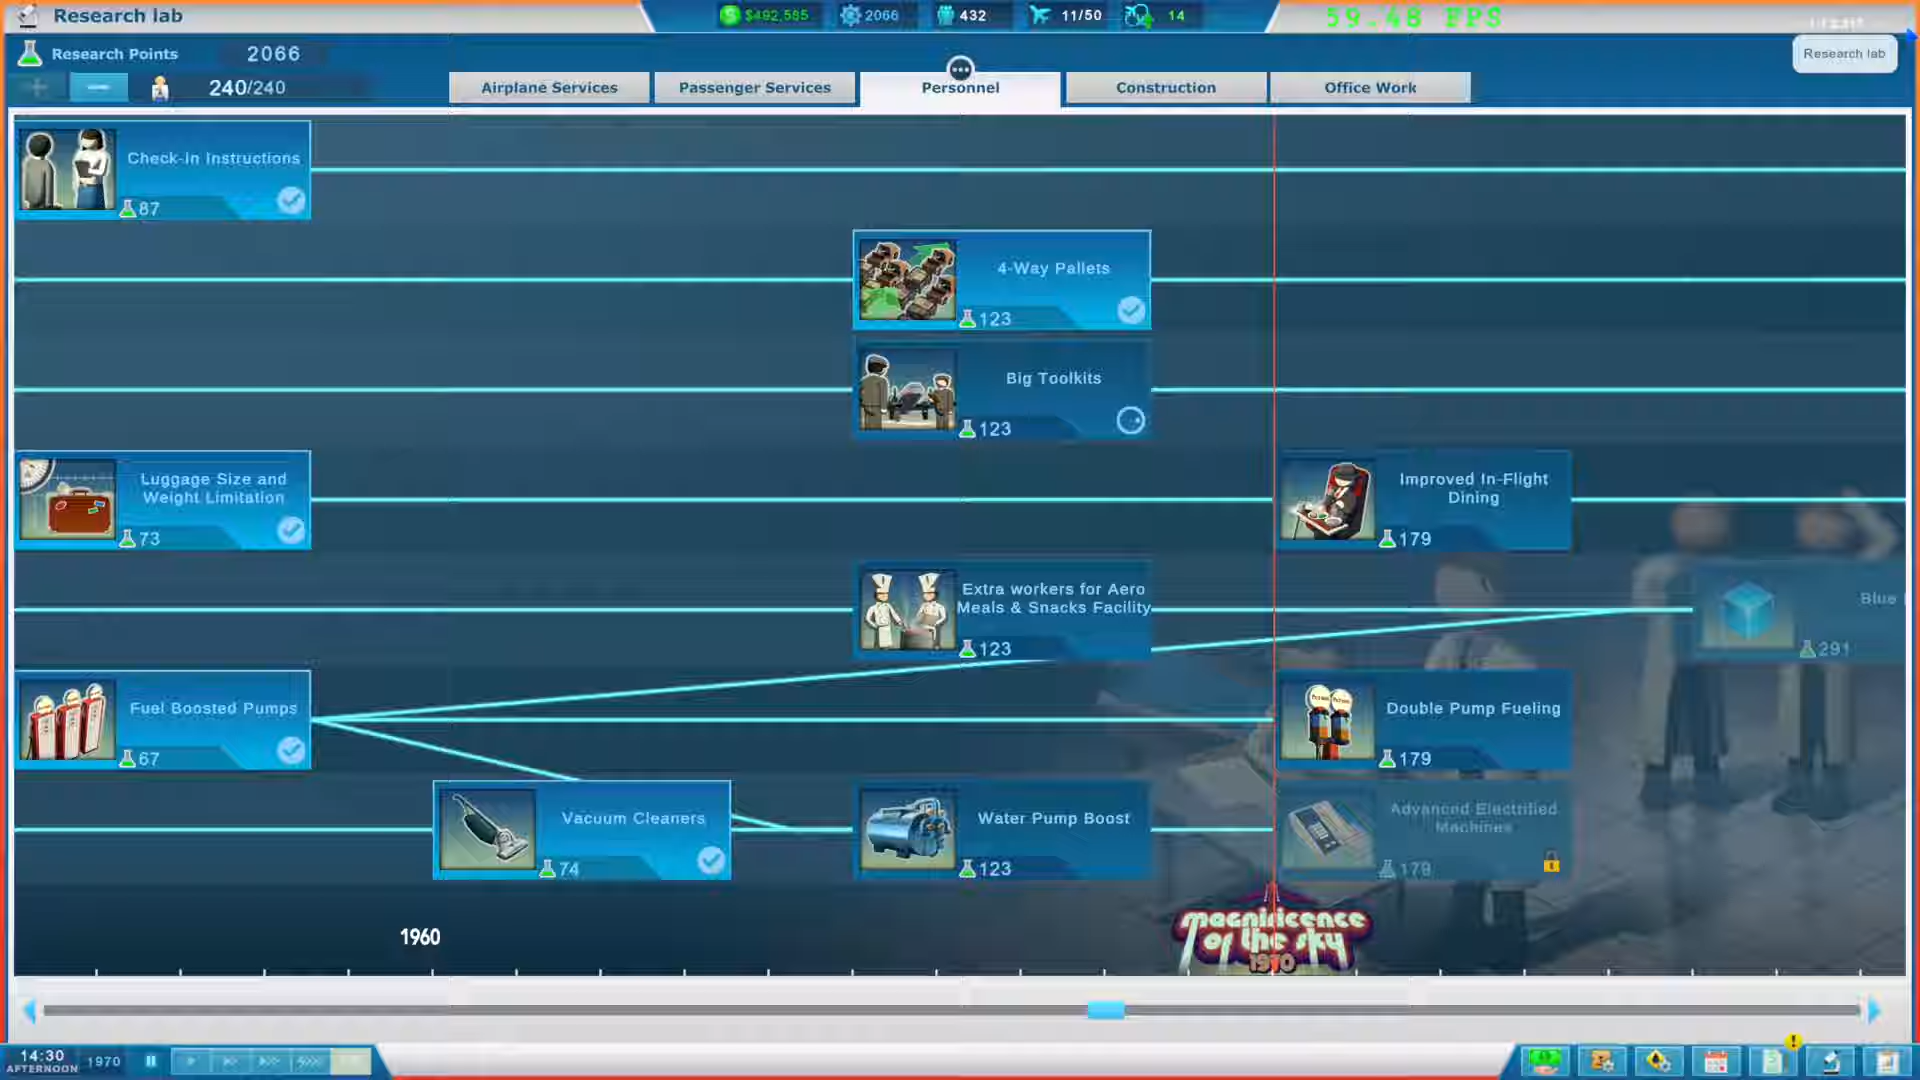 Research lab
$492,585
2066
432
11/50
14
59.48 FPS
Research Points
2066
Research lab
240/240
Airplane Services
Passenger Services
Personnel
Construction
Office Work
Check-In Instructions
87
4-Way Pallets
123
Big Toolkits
123
Luggage Size and
Weight Limitation
73
Improved In-Flight
Dining
179
Extra workers for Aero
Meals & Snacks Facility
123
Blue
291
Fuel Boosted Pumps
67
Double Pump Fueling
179
Vacuum Cleaners
74
Water Pump Boost
123
Advanced Electrified
Machines
179
1960
magnificence
of the sky
1970
14:30
AFTERNOON
1970